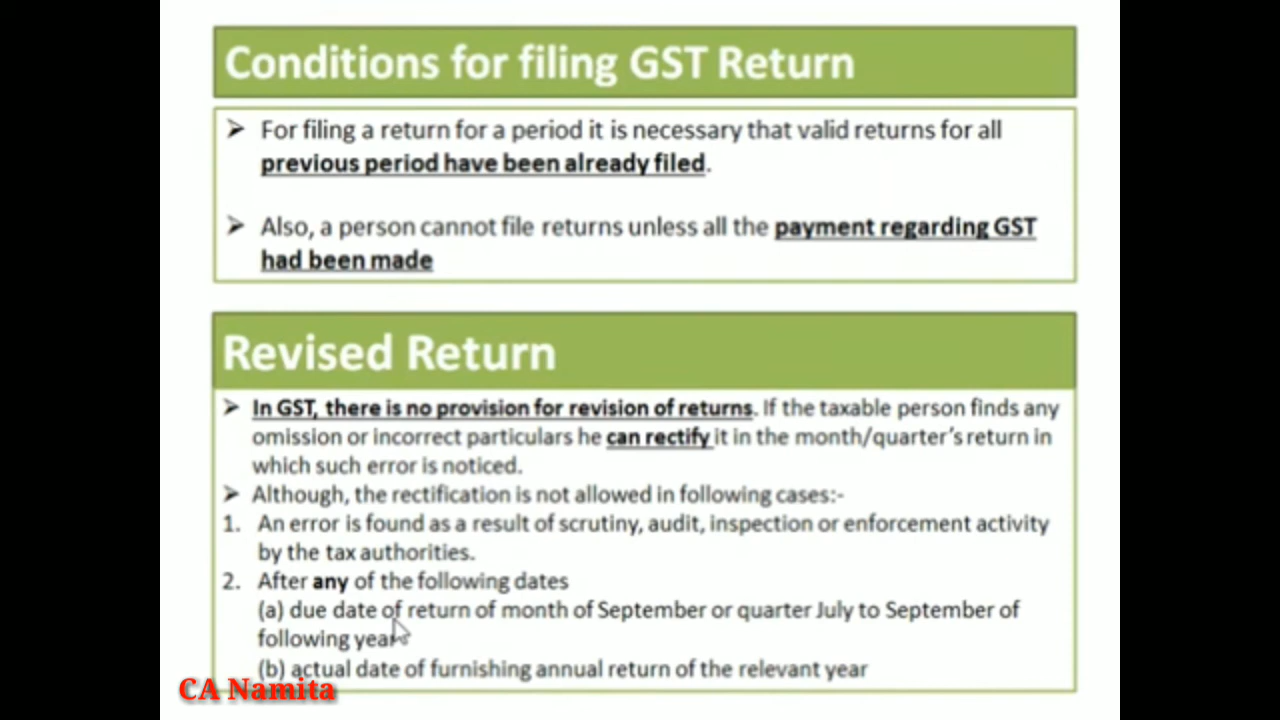 Conditions for filing GST Return
➤ For filing a return for a period it is necessary that valid returns for all
previous period have been already filed.
➤ Also, a person cannot file returns unless all the payment regarding GST
had been made
Revised Return
➤ In GST, there is no provision for revision of returns. If the taxable person finds any
omission or incorrect particulars he can rectify it in the month/quarter's return in
which such error is noticed.
➤ Although, the rectification is not allowed in following cases:-
1. An error is found as a result of scrutiny, audit, inspection or enforcement activity
by the tax authorities.
2. After any of the following dates
(a) due date of return of month of September or quarter July to September of
following year
(b) actual date of furnishing annual return of the relevant year
CA Namita